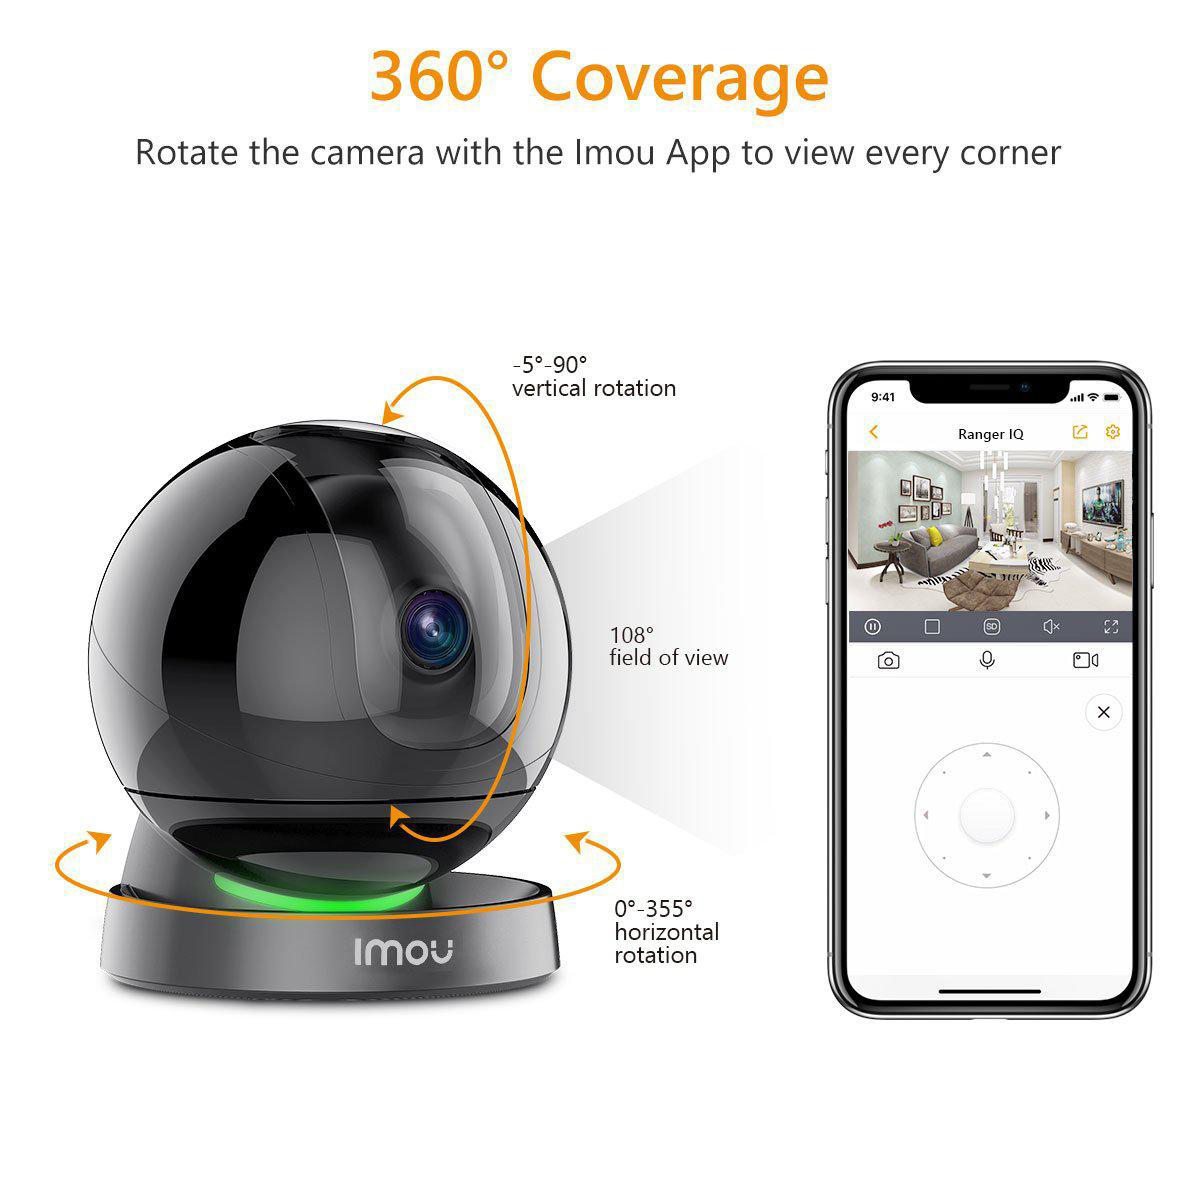 360° Coverage
Rotate the camera with the Imou App to view every corner
-5°-90°
vertical rotation
108°
field of view
0°-355°
horizontal
rotation
imou
9:41
Ranger IQ
SD